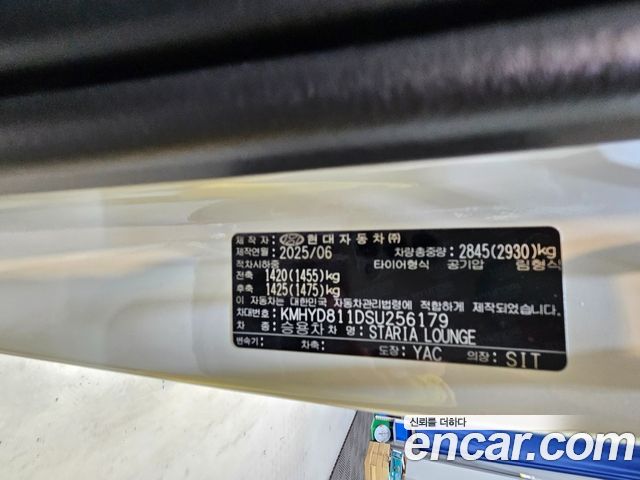 제작자 : 현대자동차㈜
제작연월 : 2025/06 차량총중량 : 2845(2930)kg
적차시하중 타이어형식 공기압 림형식
전축 : 1420(1455)kg
후축 : 1425(1475)kg
이 자동차는 대한민국 자동차관리법령에 적합하게 제작되었습니다.
차대번호 : KMHYD811DSU256179
차종 : 승용차 차명 : STARIA LOUNGE
변속기 : 차축 : 도장 : YAC 의장 : SIT
신뢰를 더하다
encar.com